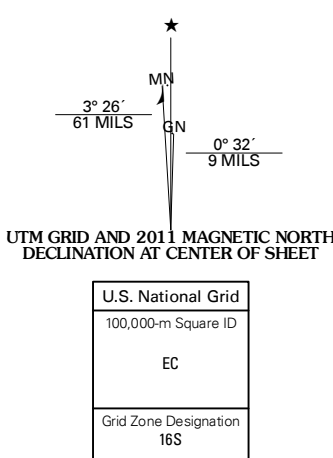 MN
3° 26´
61 MILS
GN
0° 32´
9 MILS
UTM GRID AND 2011 MAGNETIC NORTH
DECLINATION AT CENTER OF SHEET
U.S. National Grid
100,000-m Square ID
EC
Grid Zone Designation
16S